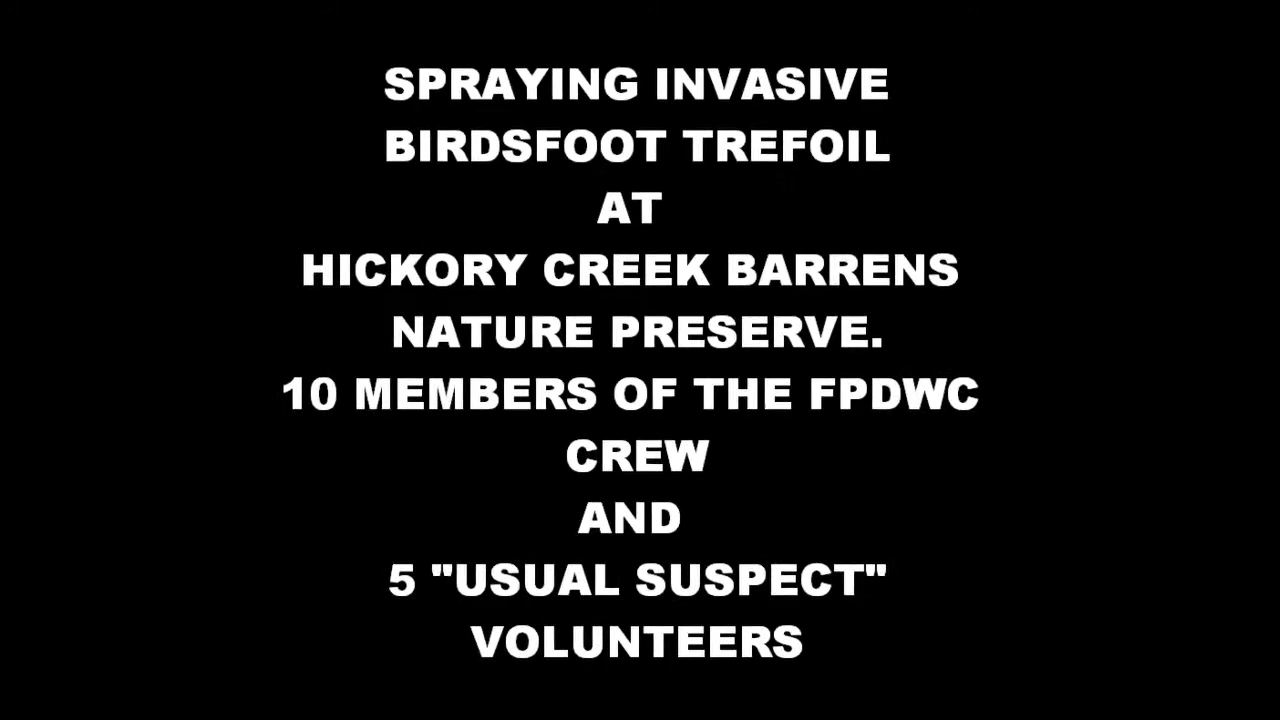 SPRAYING INVASIVE
BIRDSFOOT TREFOIL
AT
HICKORY CREEK BARRENS
NATURE PRESERVE.
10 MEMBERS OF THE FPDWC
CREW
AND
5 "USUAL SUSPECT"
VOLUNTEERS